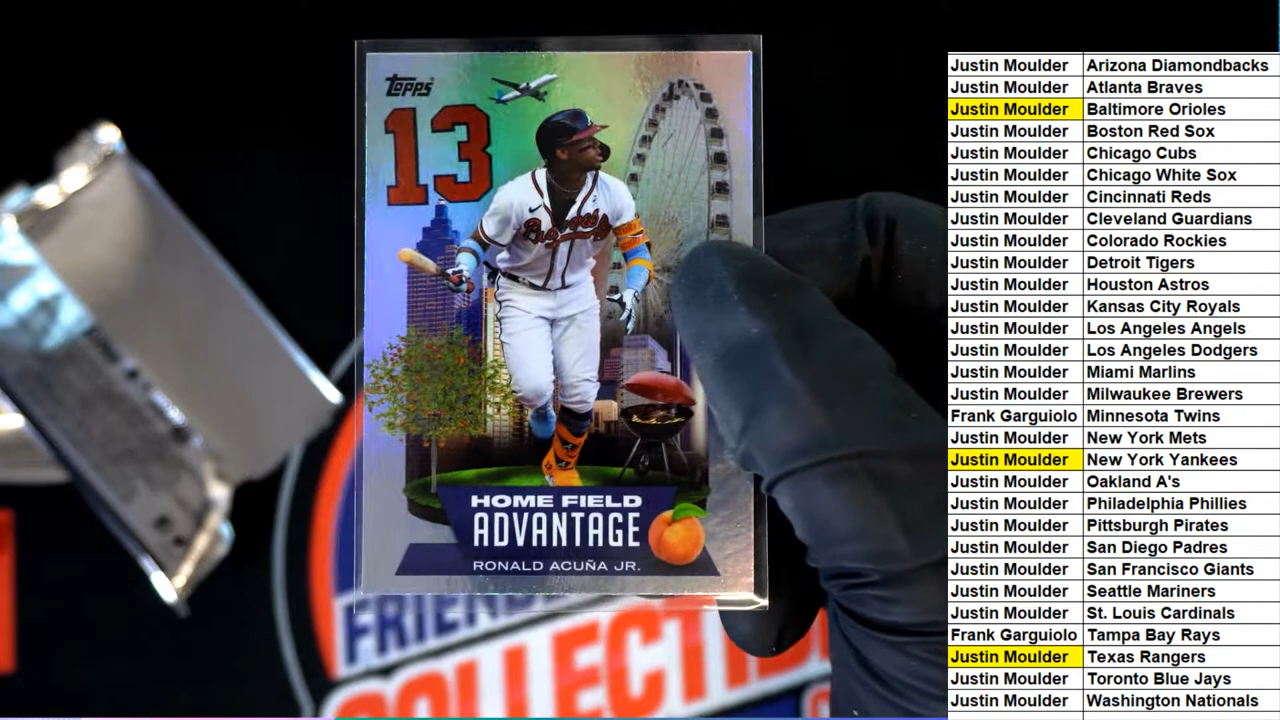 Topps
13
Braves
HOME FIELD
ADVANTAGE
RONALD ACUÑA JR.
COLLECTI
Justin Moulder Arizona Diamondbacks
Justin Moulder Atlanta Braves
Justin Moulder Baltimore Orioles
Justin Moulder Boston Red Sox
Justin Moulder Chicago Cubs
Justin Moulder Chicago White Sox
Justin Moulder Cincinnati Reds
Justin Moulder Cleveland Guardians
Justin Moulder Colorado Rockies
Justin Moulder Detroit Tigers
Justin Moulder Houston Astros
Justin Moulder Kansas City Royals
Justin Moulder Los Angeles Angels
Justin Moulder Los Angeles Dodgers
Justin Moulder Miami Marlins
Justin Moulder Milwaukee Brewers
Frank Garguiolo Minnesota Twins
Justin Moulder New York Mets
Justin Moulder New York Yankees
Justin Moulder Oakland A's
Justin Moulder Philadelphia Phillies
Justin Moulder Pittsburgh Pirates
Justin Moulder San Diego Padres
Justin Moulder San Francisco Giants
Justin Moulder Seattle Mariners
Justin Moulder St. Louis Cardinals
Frank Garguiolo Tampa Bay Rays
Justin Moulder Texas Rangers
Justin Moulder Toronto Blue Jays
Justin Moulder Washington Nationals